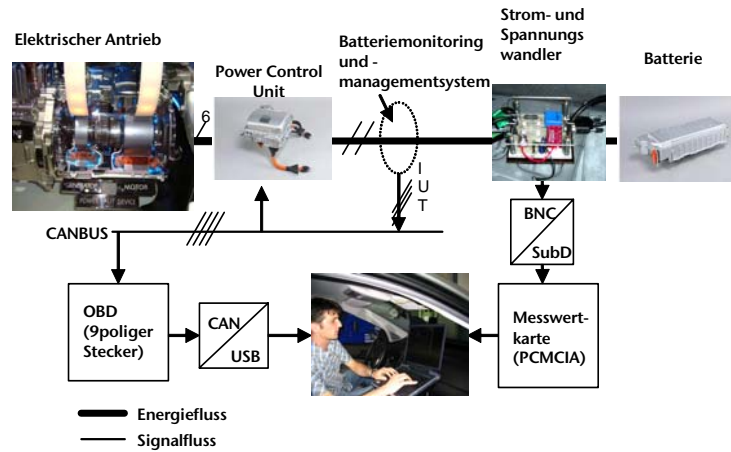 Elektrischer Antrieb
Power Control
Unit
Batteriemonitoring
und -
managementsystem
Strom- und
Spannungs
wandler
Batterie
6
I
U
T
CANBUS
BNC
SubD
OBD
(9poliger
Stecker)
CAN
USB
Messwert-
karte
(PCMCIA)
Energiefluss
Signalfluss